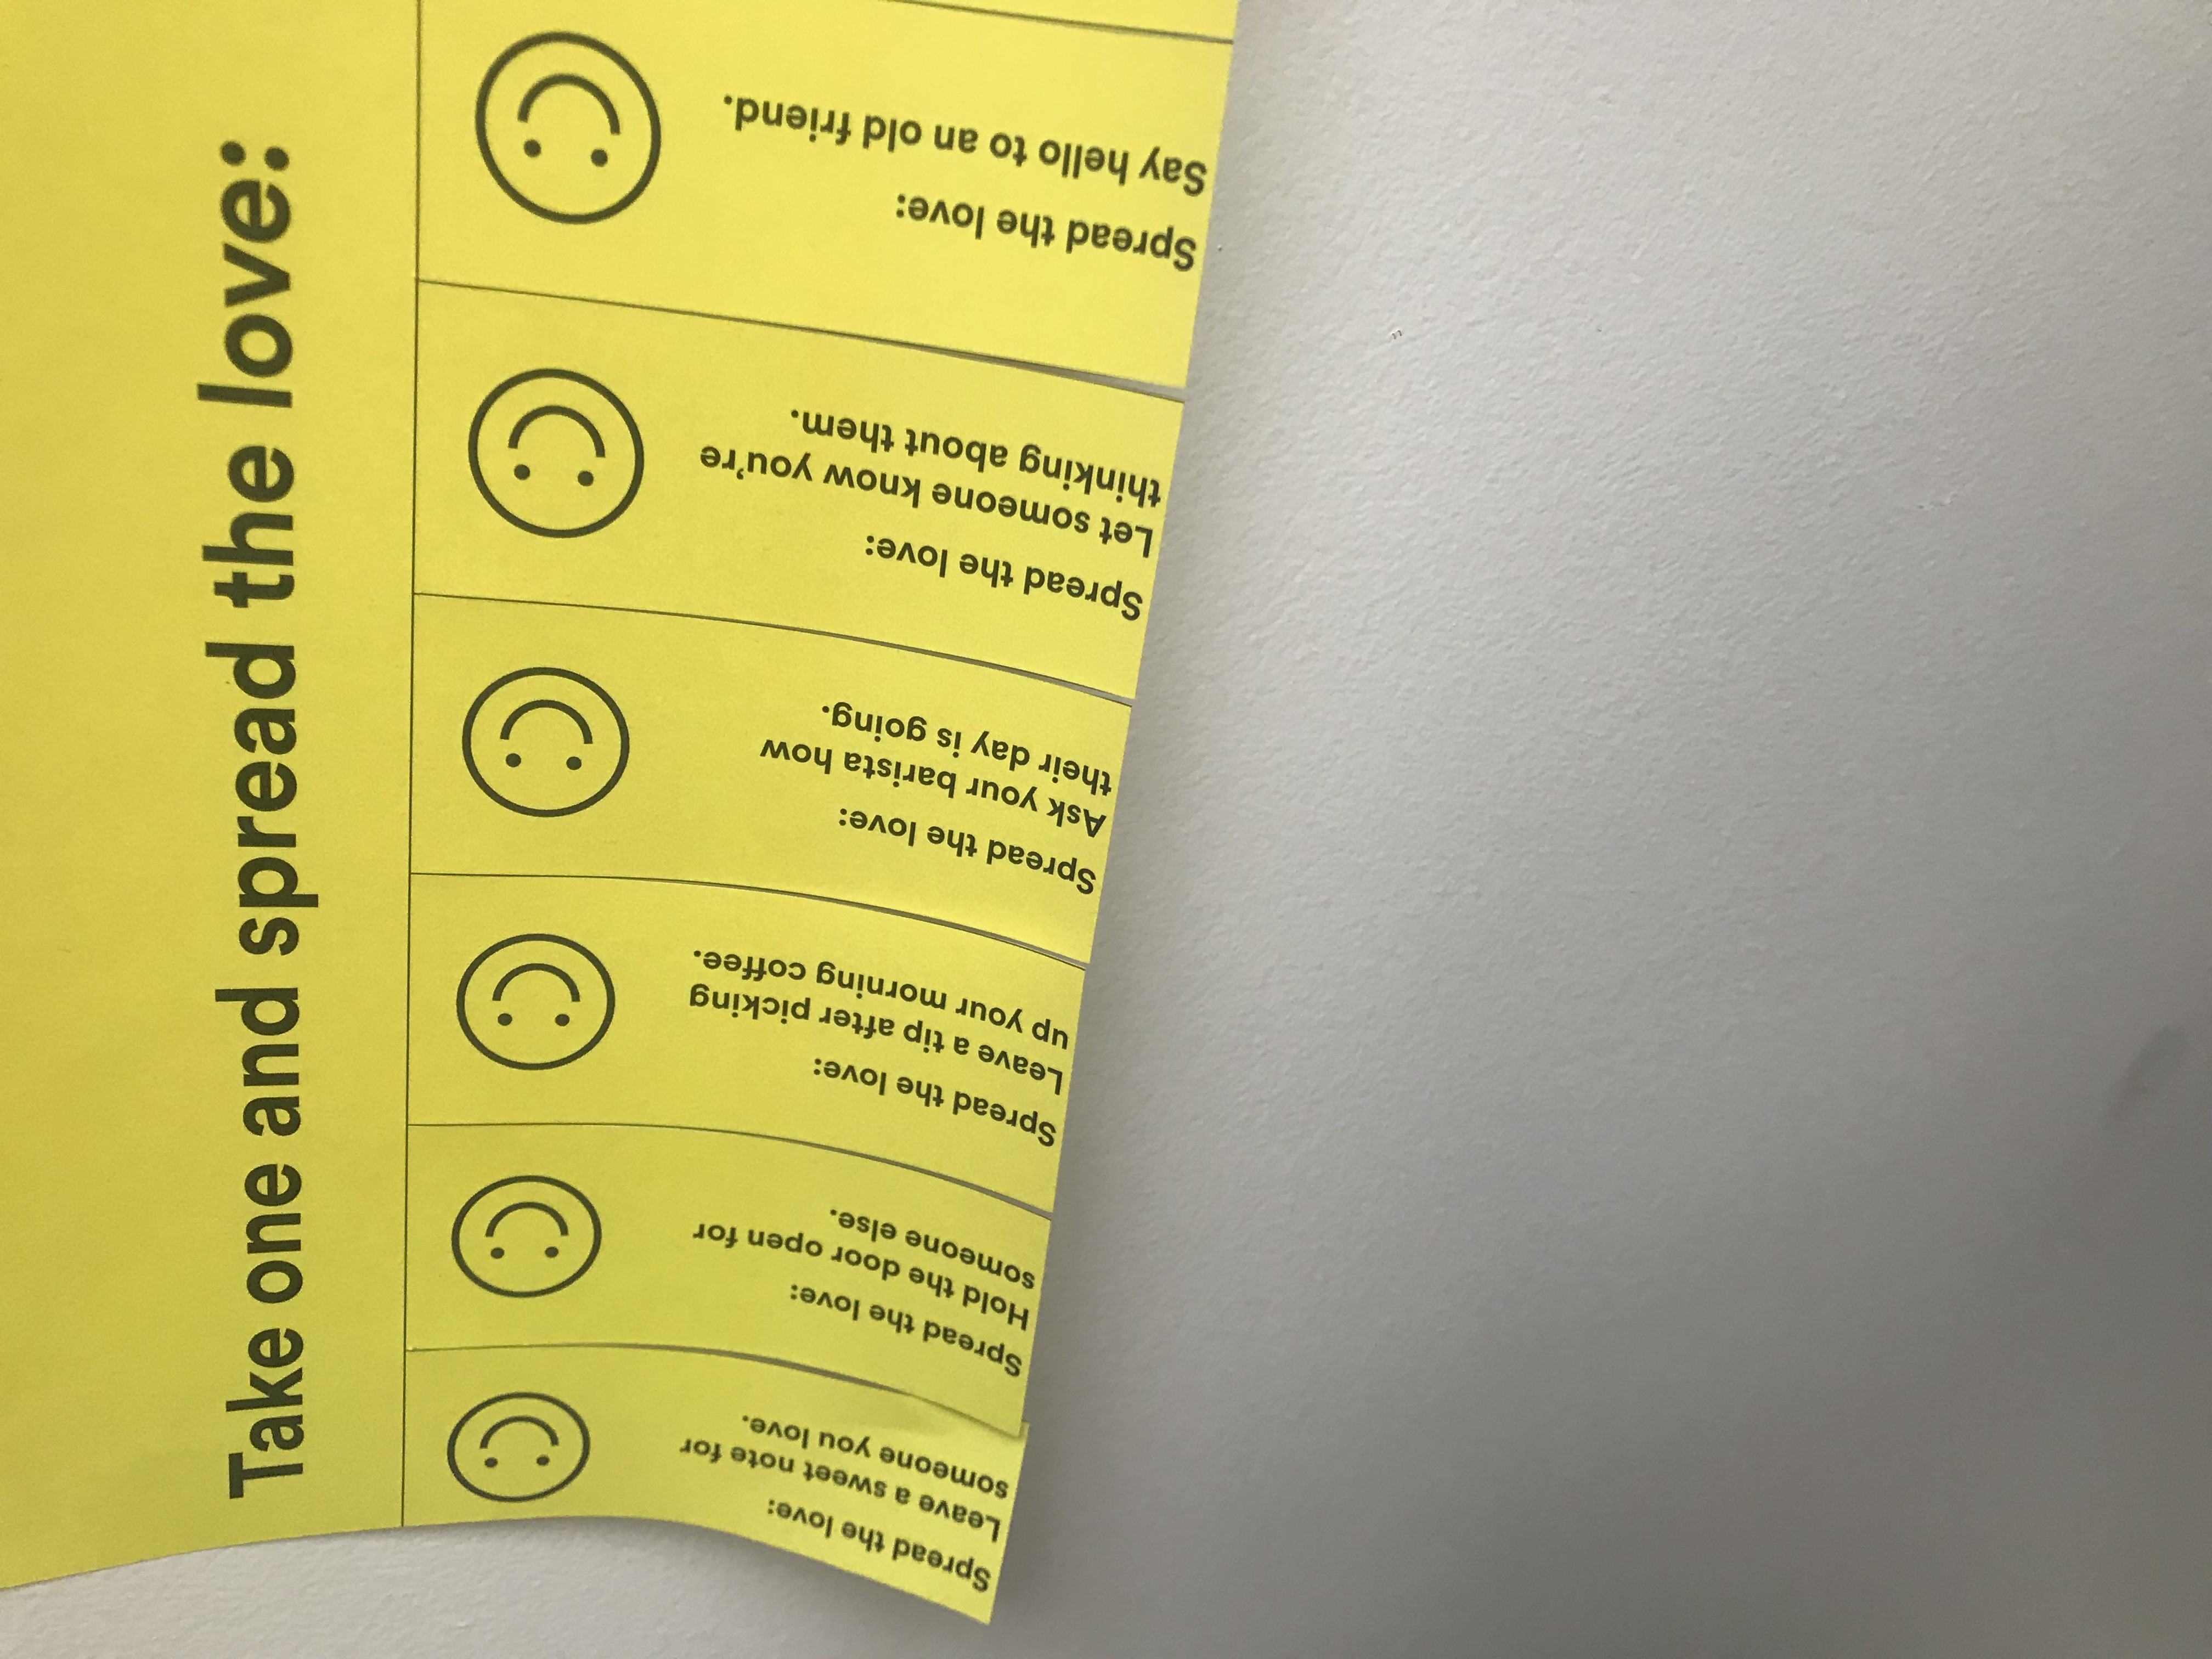 Take one and spread the love:
Spread the love:
Leave a sweet note for
someone you love.
Spread the love:
Hold the door open for
someone else.
Spread the love:
Leave a tip after picking
up your morning coffee.
Spread the love:
Ask your barista how
their day is going.
Spread the love:
Let someone know you're
thinking about them.
Spread the love:
Say hello to an old friend.